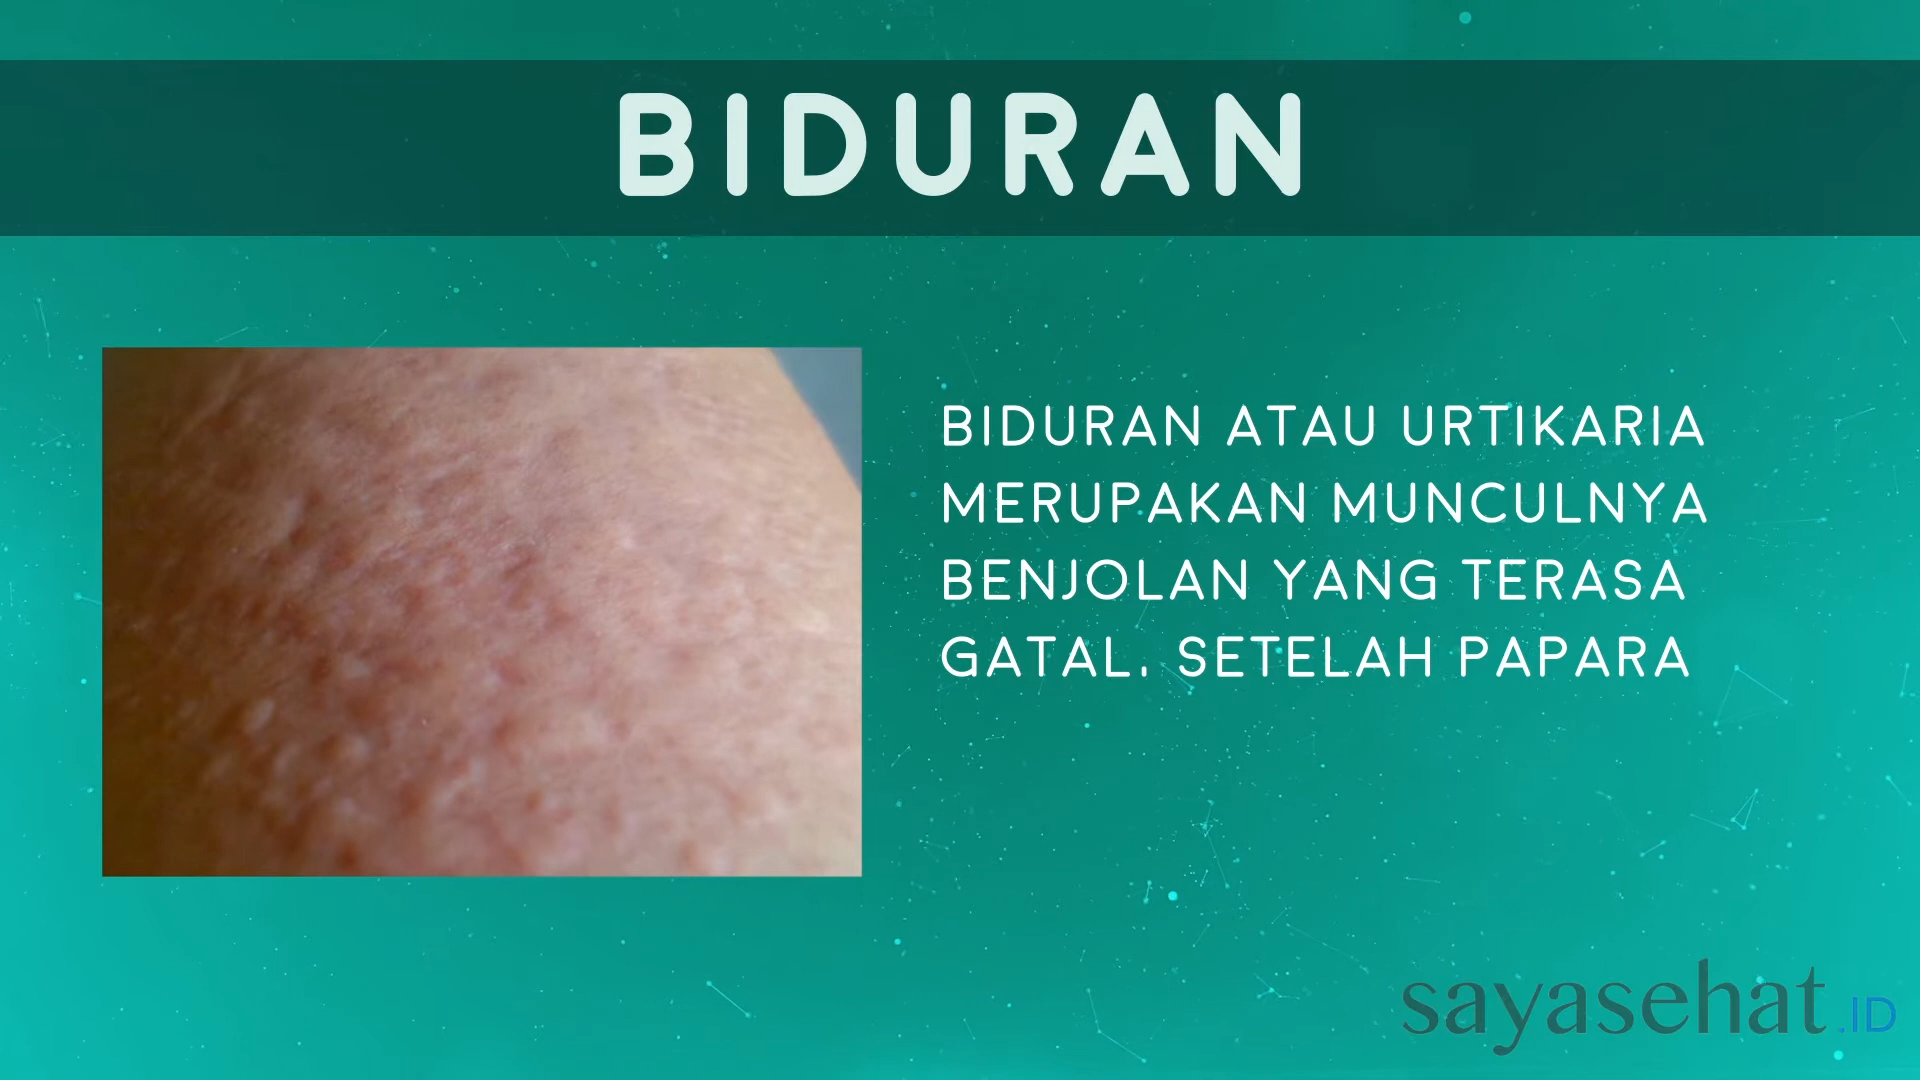 BIDURAN
BIDURAN ATAU URTIKARIA
MERUPAKAN MUNCULNYA
BENJOLAN YANG TERASA
GATAL. SETELAH PAPARA
sayasehat.ID